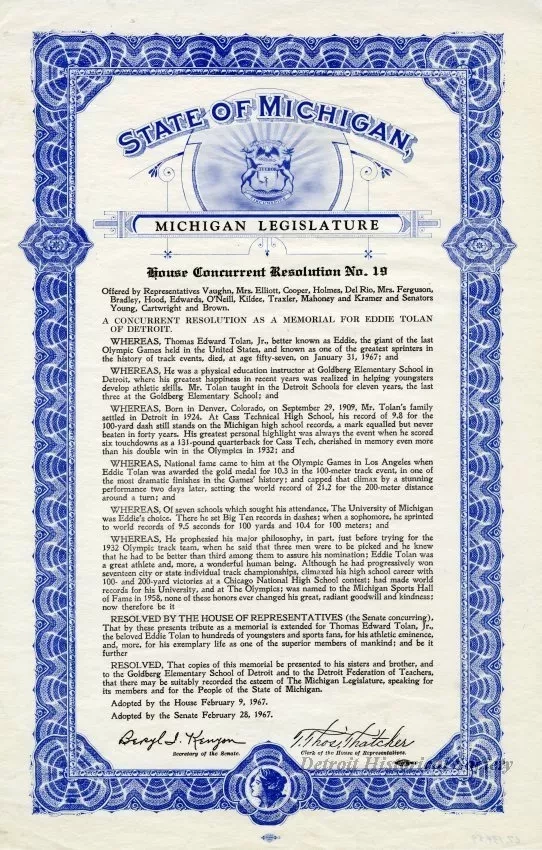 STATE OF MICHIGAN,
MICHIGAN LEGISLATURE
House Concurrent Resolution No. 19
Offered by Representatives Vaughn, Mrs. Elliott, Cooper, Holmes, Del Rio, Mrs. Ferguson,
Bradley, Hood, Edwards, O'Neill, Kildee, Traxler, Mahoney and Kramer and Senators
Young, Cartwright and Brown.
A CONCURRENT RESOLUTION AS A MEMORIAL FOR EDDIE TOLAN
OF DETROIT.
WHEREAS, Thomas Edward Tolan, Jr., better known as Eddie, the giant of the last
Olympic Games held in the United States, and known as one of the greatest sprinters in
the history of track events, died, at age fifty-seven, on January 31, 1967; and
WHEREAS, He was a physical education instructor at Goldberg Elementary School in
Detroit, where his greatest happiness in recent years was realized in helping youngsters
develop athletic skills. Mr. Tolan taught in the Detroit Schools for eleven years, the last
three at the Goldberg Elementary School; and
WHEREAS, Born in Denver, Colorado, on September 29, 1909, Mr. Tolan's family
settled in Detroit in 1924. At Cass Technical High School, his record of 9.8 for the
100-yard dash still stands on the Michigan high school records, a mark equalled but never
beaten in forty years. His greatest personal highlight was always the event when he scored
six touchdowns as a 131-pound quarterback for Cass Tech, cherished in memory even more
than his double win in the Olympics in 1932; and
WHEREAS, National fame came to him at the Olympic Games in Los Angeles when
Eddie Tolan was awarded the gold medal for 10.3 in the 100-meter track event, in one of
the most dramatic finishes in the Games' history; and capped that climax by a stunning
performance two days later, setting the world record of 21.2 for the 200-meter distance
around a turn; and
WHEREAS, Of seven schools which sought his attendance, The University of Michigan
was Eddie's choice. There he set Big Ten records in dashes; when a sophomore, he sprinted
to world records of 9.5 seconds for 100 yards and 10.4 for 100 meters; and
WHEREAS, He prophesied his major philosophy, in part, just before trying for the
1932 Olympic track team, when he said that three men were to be picked and he knew
that he had to be better than third among them to assure his nomination; Eddie Tolan was
a great athlete and, more, a wonderful human being. Although he had progressively won
seventeen city or state individual track championships, climaxed his high school career with
100- and 200-yard victories at a Chicago National High School contest; had made world
records for his University, and at The Olympics; was named to the Michigan Sports Hall
of Fame in 1958, none of these honors ever changed his great, radiant goodwill and kindness;
now therefore be it
RESOLVED BY THE HOUSE OF REPRESENTATIVES (the Senate concurring),
That by these presents tribute as a memorial is extended for Thomas Edward Tolan, Jr.,
the beloved Eddie Tolan to hundreds of youngsters and sports fans, for his athletic eminence,
and, more, for his exemplary life as one of the superior members of mankind; and be it
further
RESOLVED, That copies of this memorial be presented to his sisters and brother, and
to the Goldberg Elementary School of Detroit and to the Detroit Federation of Teachers,
that there may be suitably recorded the esteem of The Michigan Legislature, speaking for
its members and for the People of the State of Michigan.
Adopted by the House February 9, 1967.
Adopted by the Senate February 28, 1967.
Beryl I. Kenyon T. Thos. Thatcher
Secretary of the Senate. Clerk of the House of Representatives.
Detroit Historical Society